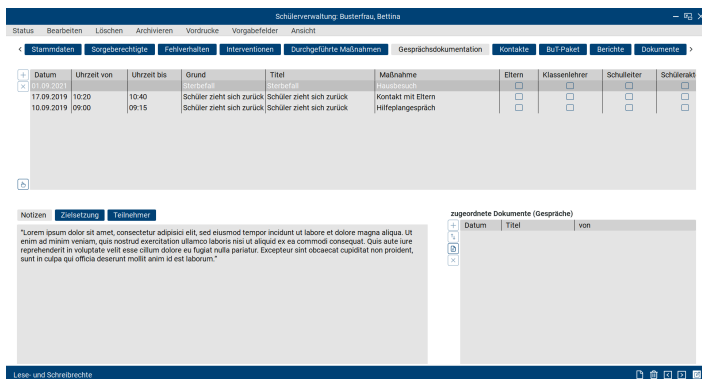 Schülerverwaltung: Busterfrau, Bettina
Status Bearbeiten Löschen Archivieren Vordrucke Vorgabefelder Ansicht
Stammdaten Sorgeberechtigte Fehlverhalten Interventionen Durchgeführte Maßnahmen Gesprächsdokumentation Kontakte BuT-Paket Berichte Dokumente
Datum Uhrzeit von Uhrzeit bis Grund Titel Maßnahme Eltern Klassenlehrer Schulleiter Schülerakt
01.09.2021 Sterbefall Sterbefall Hausbesuch
17.09.2019 10:20 10:40 Schüler zieht sich zurück Schüler zieht sich zurück Kontakt mit Eltern
10.09.2019 09:00 09:15 Schüler zieht sich zurück Schüler zieht sich zurück Hilfeplangespräch
Notizen Zielsetzung Teilnehmer
"Lorem ipsum dolor sit amet, consectetur adipisici elit, sed eiusmod tempor incidunt ut labore et dolore magna aliqua. Ut
enim ad minim veniam, quis nostrud exercitation ullamco laboris nisi ut aliquid ex ea commodi consequat. Quis aute iure
reprehenderit in voluptate velit esse cillum dolore eu fugiat nulla pariatur. Excepteur sint obcaecat cupiditat non proident,
sunt in culpa qui officia deserunt mollit anim id est laborum."
zugeordnete Dokumente (Gespräche)
Datum Titel von
Lese- und Schreibrechte